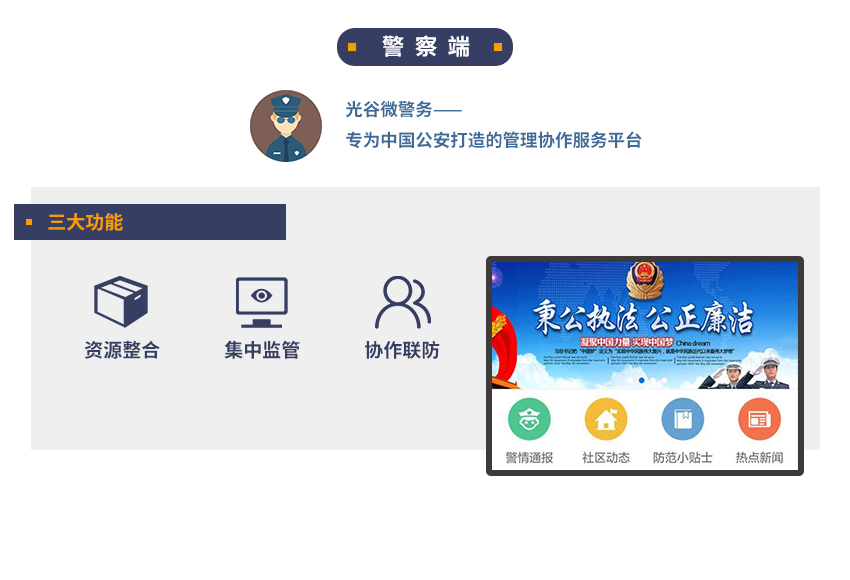 警察端
光谷微警务——
专为中国公安打造的管理协作服务平台
三大功能
资源整合
集中监管
协作联防
秉公执法 公正廉洁
凝聚中国力量 实现中国梦 China dream
警情通报
社区动态
防范小贴士
热点新闻